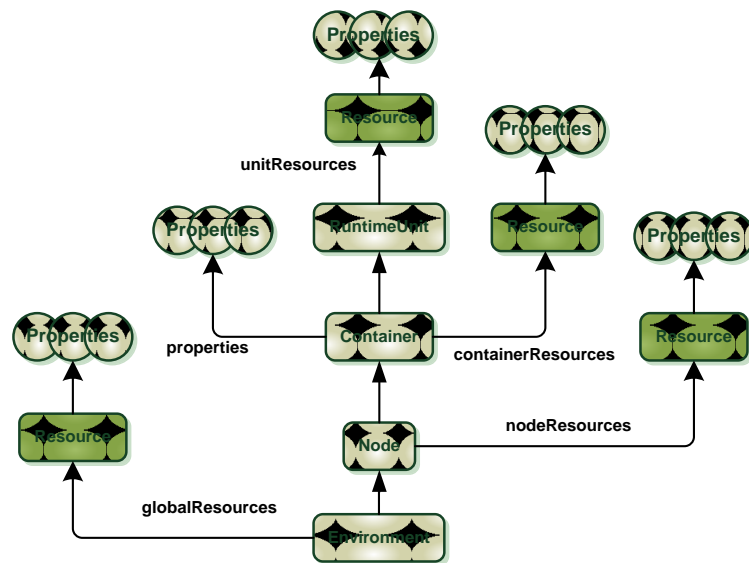 Properties
Resource
Properties
unitResources
Properties
RuntimeUnit
Resource
Properties
Properties
Container
Resource
properties
containerResources
Resource
Node
nodeResources
globalResources
Environment